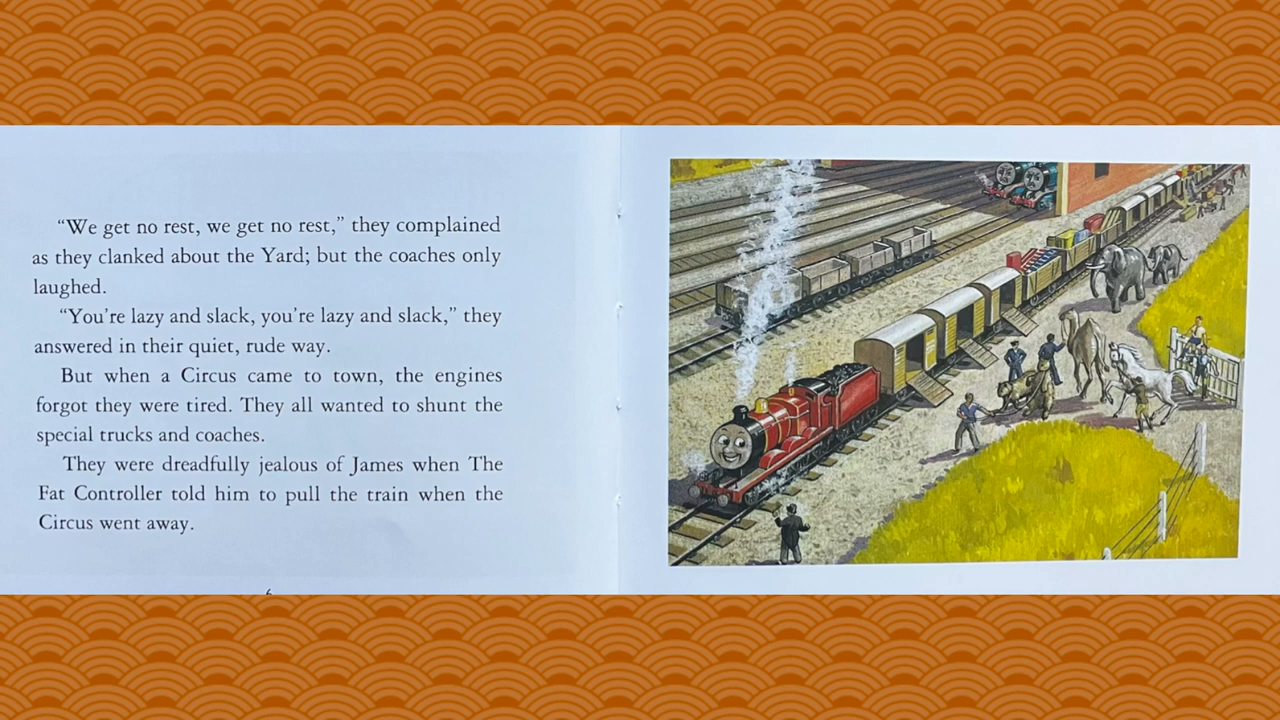 “We get no rest, we get no rest,” they complained
as they clanked about the Yard; but the coaches only
laughed.
“You’re lazy and slack, you’re lazy and slack,” they
answered in their quiet, rude way.
But when a Circus came to town, the engines
forgot they were tired. They all wanted to shunt the
special trucks and coaches.
They were dreadfully jealous of James when The
Fat Controller told him to pull the train when the
Circus went away.